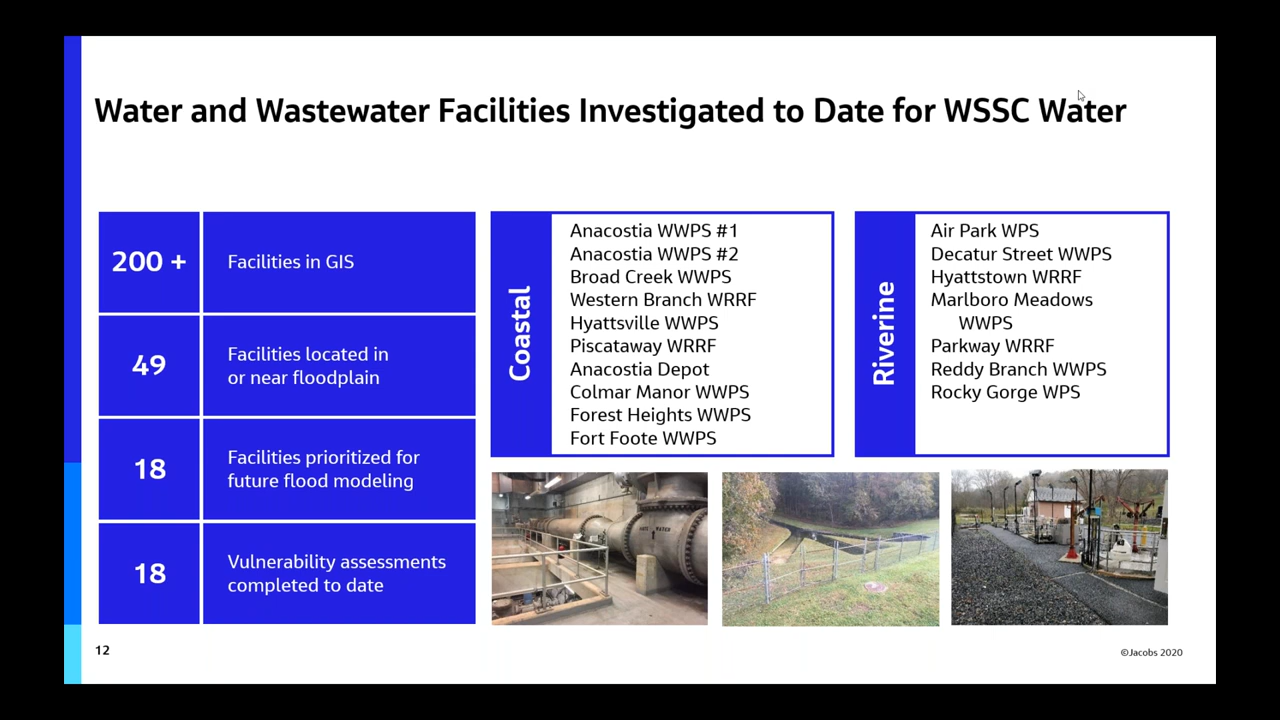 Water and Wastewater Facilities Investigated to Date for WSSC Water
200 +
Facilities in GIS
49
Facilities located in
or near floodplain
18
Facilities prioritized for
future flood modeling
18
Vulnerability assessments
completed to date
Coastal
Anacostia WWPS #1
Anacostia WWPS #2
Broad Creek WWPS
Western Branch WRRF
Hyattsville WWPS
Piscataway WRRF
Anacostia Depot
Colmar Manor WWPS
Forest Heights WWPS
Fort Foote WWPS
Riverine
Air Park WPS
Decatur Street WWPS
Hyattstown WRRF
Marlboro Meadows
WWPS
Parkway WRRF
Reddy Branch WWPS
Rocky Gorge WPS
12
©Jacobs 2020